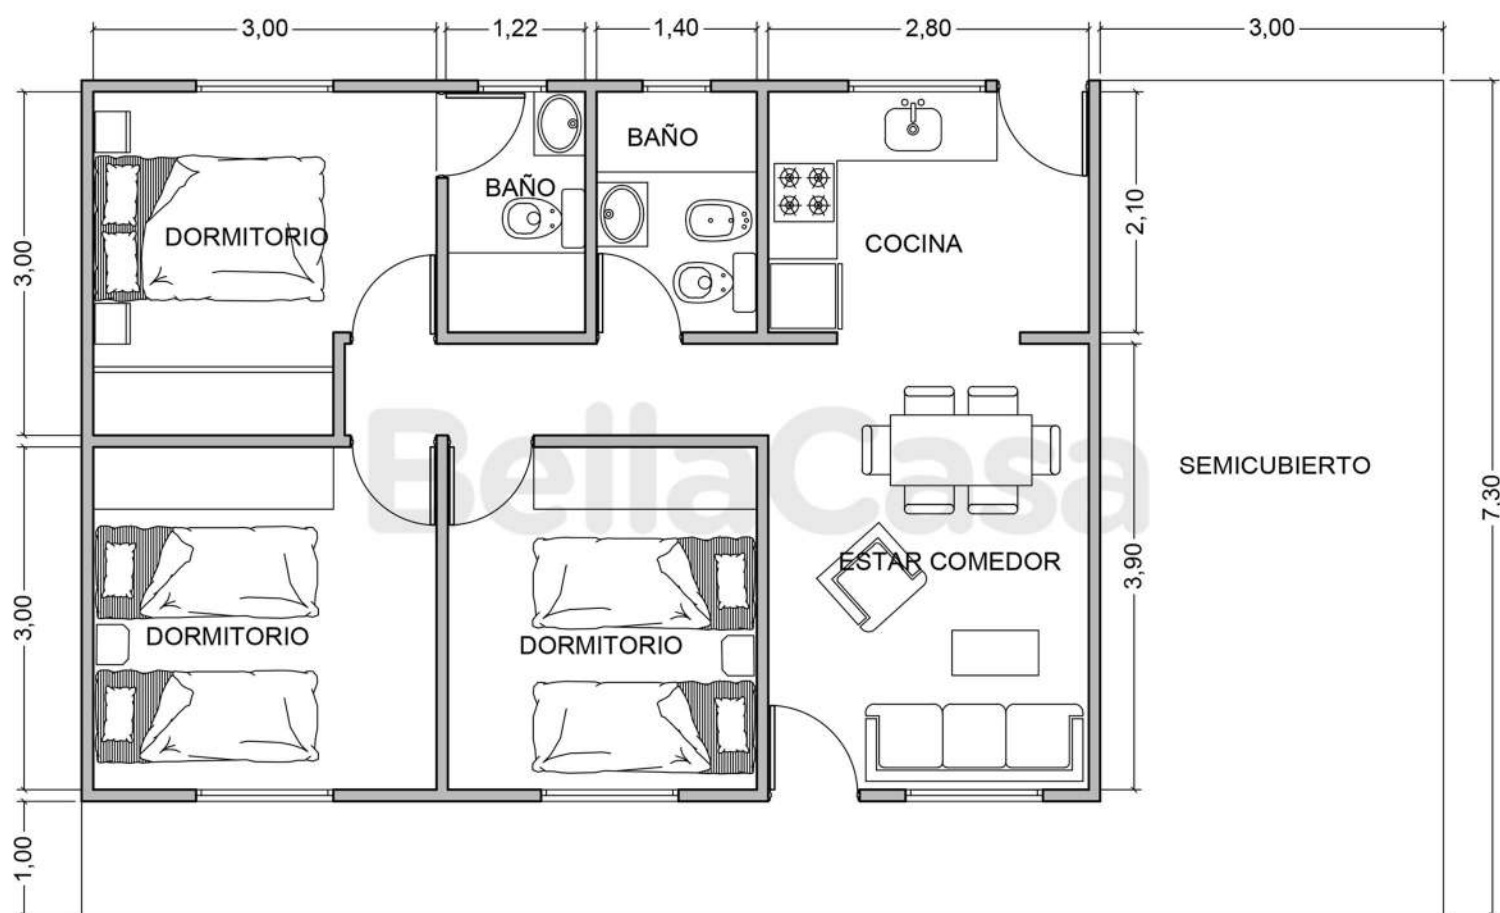 3,00
1,22
1,40
2,80
3,00
BAÑO
BAÑO
DORMITORIO
COCINA
3,00
2,10
BellaCasa
SEMICUBIERTO
7,30
ESTAR COMEDOR
3,90
3,00
DORMITORIO
DORMITORIO
1,00